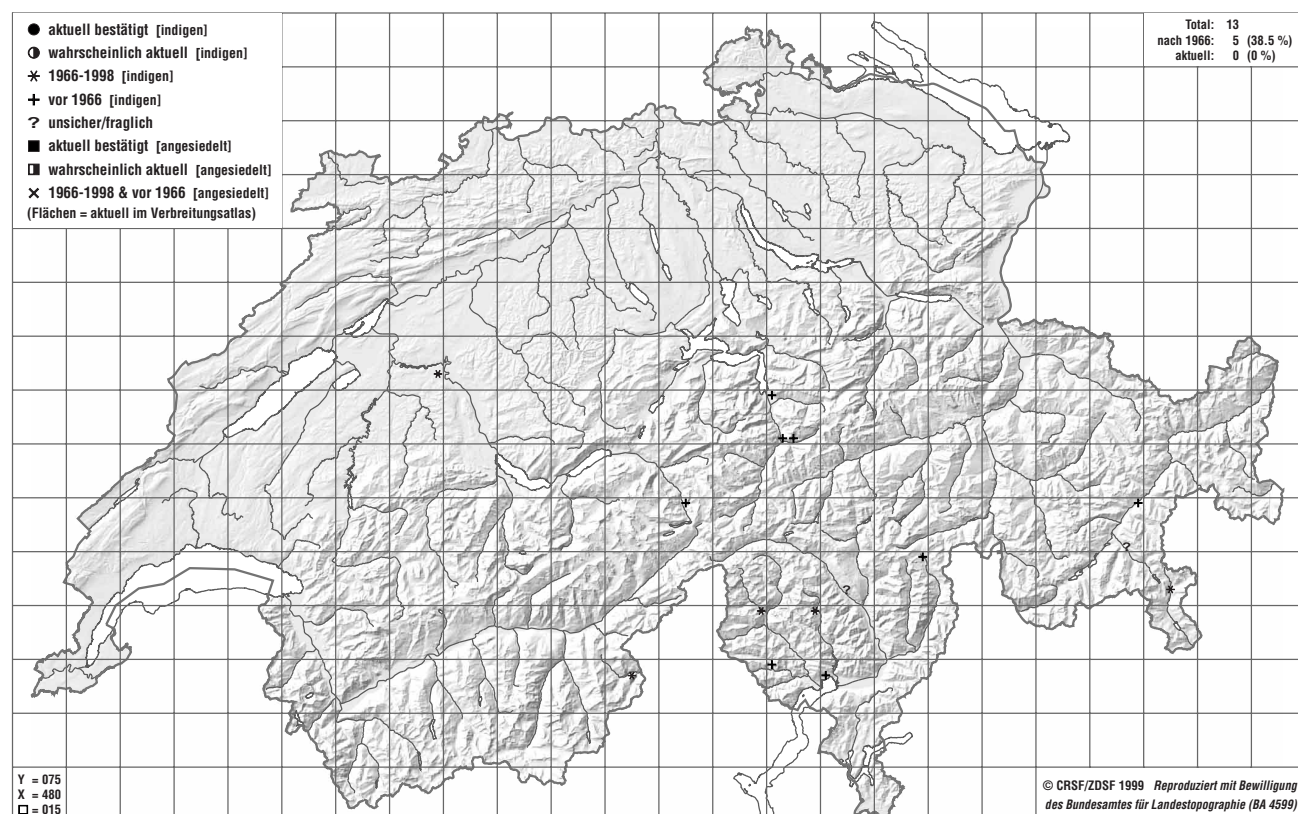 ● aktuell bestätigt [indigen]
◑ wahrscheinlich aktuell [indigen]
✳ 1966-1998 [indigen]
+ vor 1966 [indigen]
? unsicher/fraglich
■ aktuell bestätigt [angesiedelt]
◨ wahrscheinlich aktuell [angesiedelt]
× 1966-1998 & vor 1966 [angesiedelt]
(Flächen = aktuell im Verbreitungsatlas)
Total: 13
nach 1966: 5 (38.5 %)
aktuell: 0 (0 %)
?
?
Y = 075
X = 480
□ = 015
© CRSF/ZDSF 1999 Reproduziert mit Bewilligung
des Bundesamtes für Landestopographie (BA 4599)